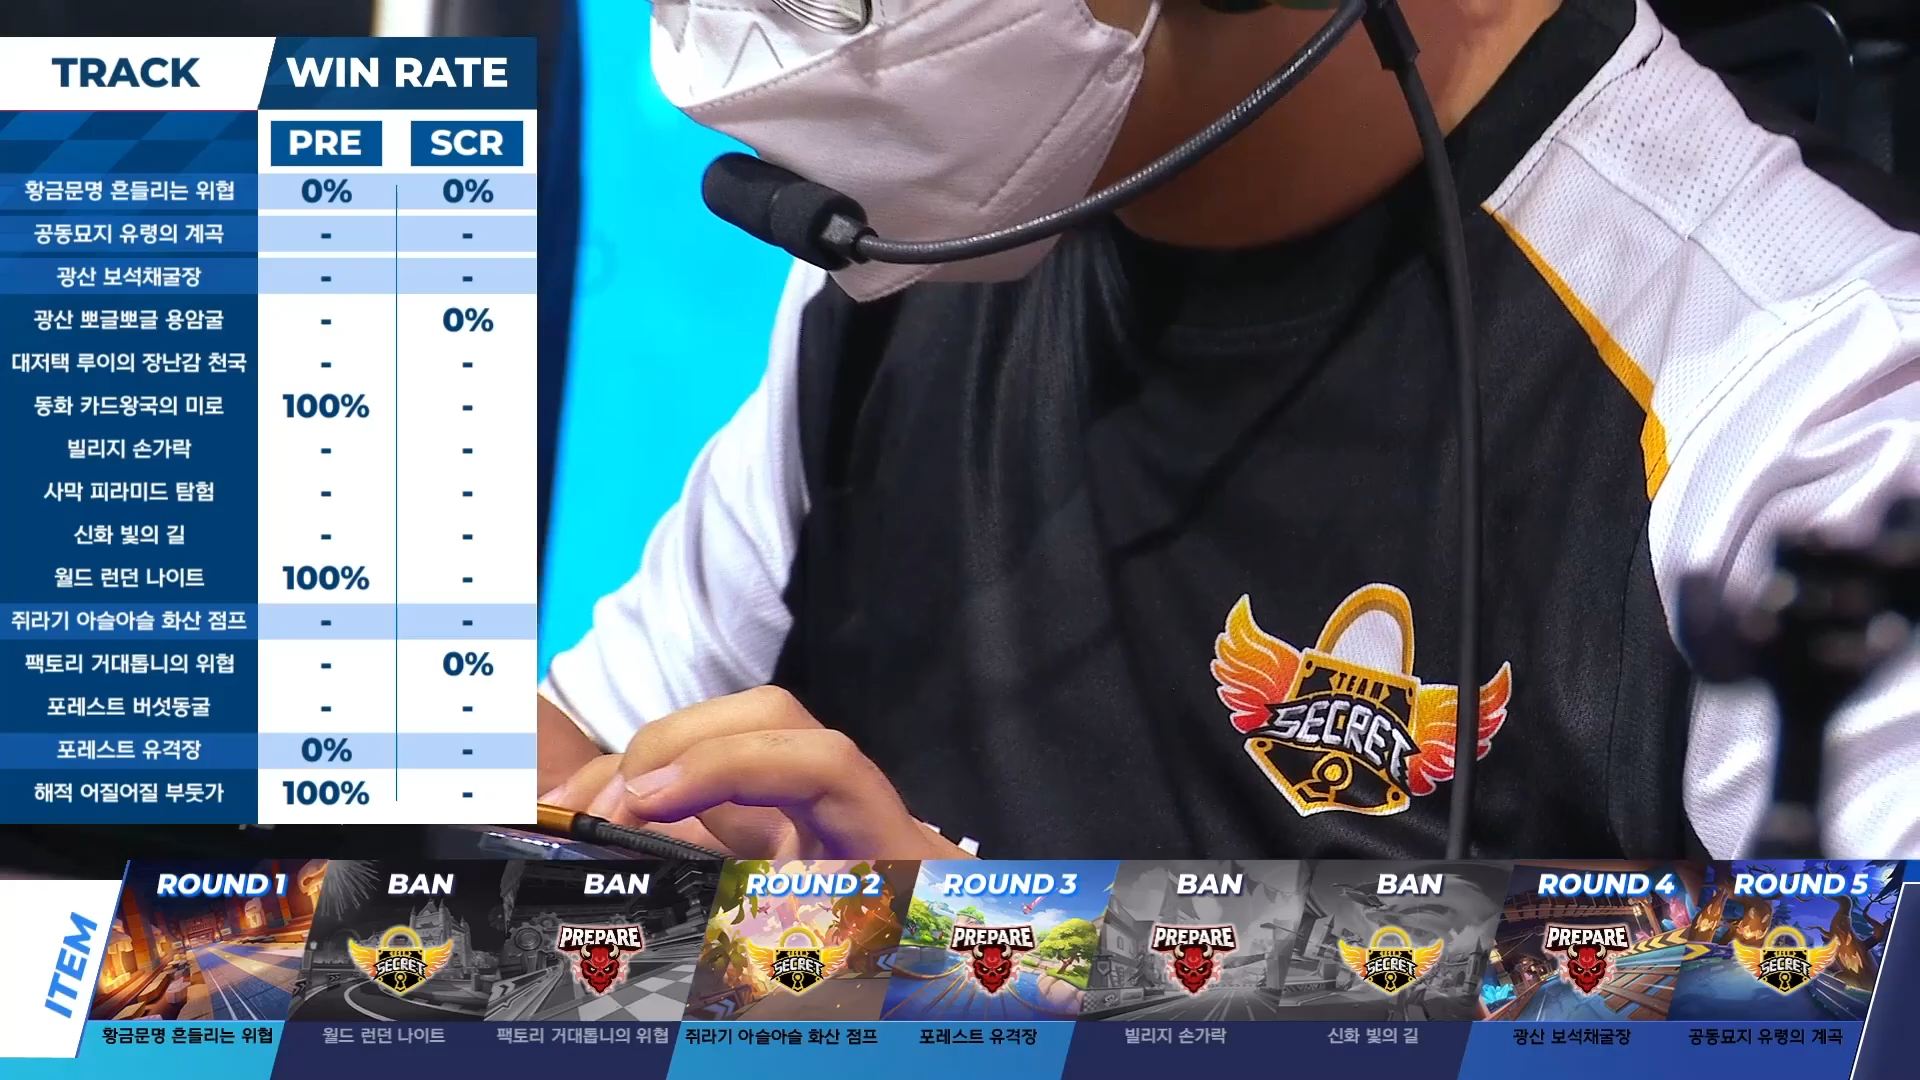 TRACK WIN RATE
PRE SCR
황금문명 흔들리는 위협 0% 0%
공동묘지 유령의 계곡 - -
광산 보석채굴장 - -
광산 뽀글뽀글 용암굴 - 0%
대저택 루이의 장난감 천국 - -
동화 카드왕국의 미로 100% -
빌리지 손가락 - -
사막 피라미드 탐험 - -
신화 빛의 길 - -
월드 런던 나이트 100% -
쥐라기 아슬아슬 화산 점프 - -
팩토리 거대톱니의 위협 - 0%
포레스트 버섯동굴 - -
포레스트 유격장 0% -
해적 어질어질 부둣가 100% -
TEAM
SECRET
ITEM
ROUND 1 BAN BAN ROUND 2 ROUND 3 BAN BAN ROUND 4 ROUND 5
TEAM SECRET PREPARE TEAM SECRET PREPARE PREPARE TEAM SECRET PREPARE TEAM SECRET
황금문명 흔들리는 위협 월드 런던 나이트 팩토리 거대톱니의 위협 쥐라기 아슬아슬 화산 점프 포레스트 유격장 빌리지 손가락 신화 빛의 길 광산 보석채굴장 공동묘지 유령의 계곡